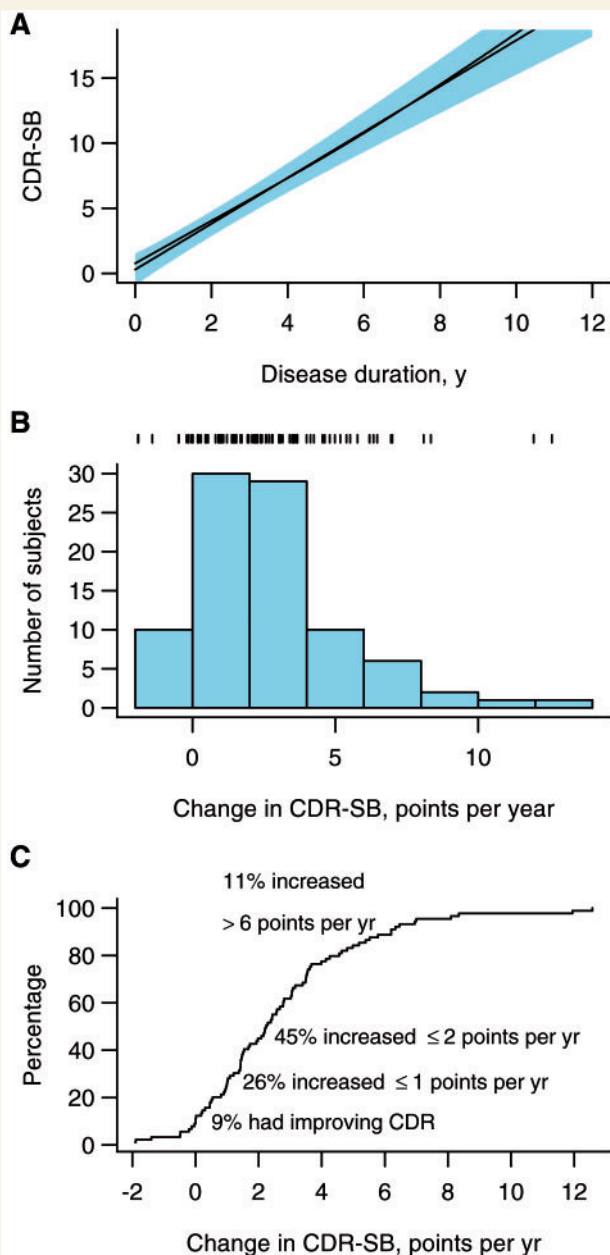 A
15
10
5
0
CDR-SB
0 2 4 6 8 10 12
Disease duration, y
B
30
25
20
15
10
5
0
Number of subjects
0 5 10
Change in CDR-SB, points per year
C
11% increased
> 6 points per yr
100
80
60
40
20
0
Percentage
45% increased ≤ 2 points per yr
26% increased ≤ 1 points per yr
9% had improving CDR
-2 0 2 4 6 8 10 12
Change in CDR-SB, points per yr